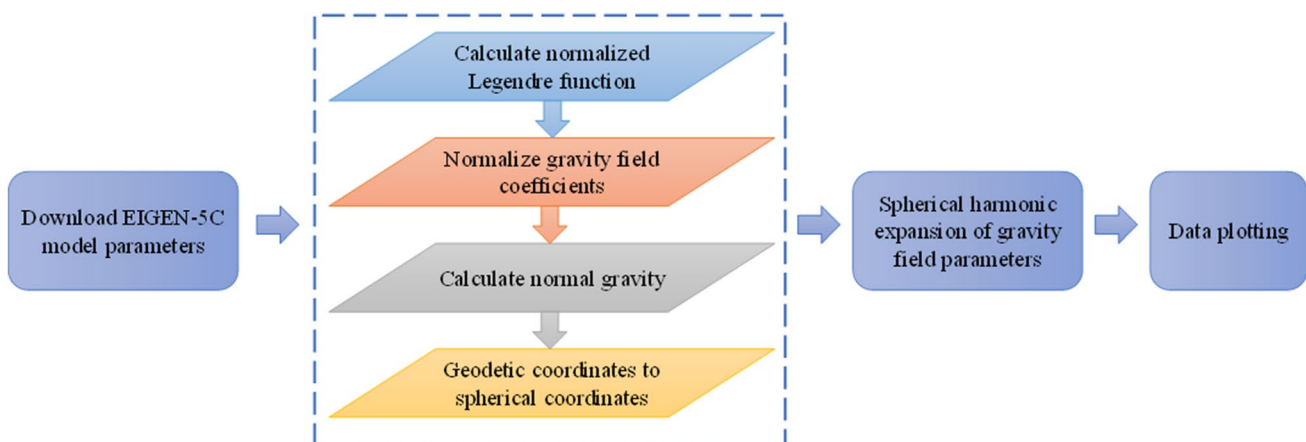 Download EIGEN-5C
model parameters
Calculate normalized
Legendre function
Normalize gravity field
coefficients
Calculate normal gravity
Geodetic coordinates to
spherical coordinates
Spherical harmonic
expansion of gravity
field parameters
Data plotting